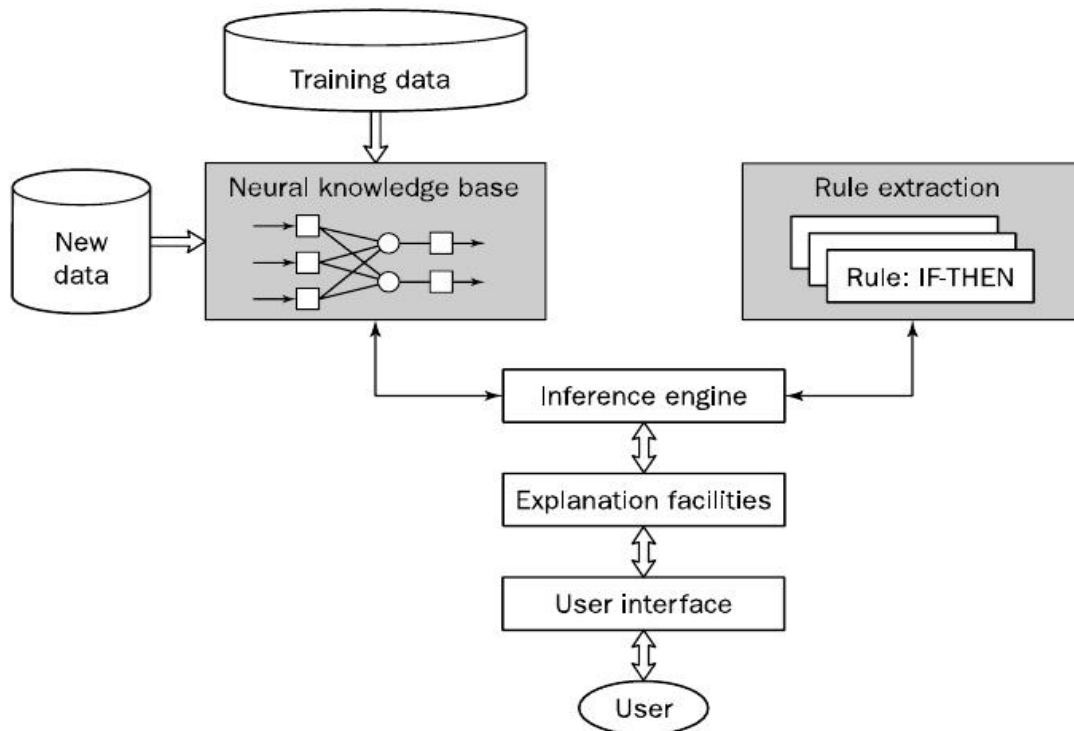 Training data
Neural knowledge base
Rule extraction
New
data
Rule: IF-THEN
Inference engine
Explanation facilities
User interface
User